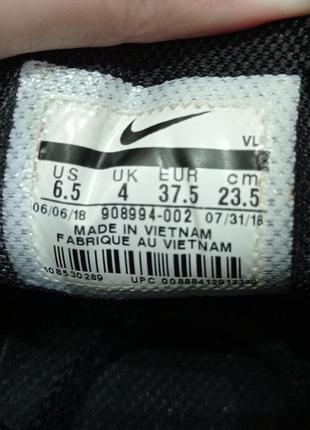 VL
US UK EUR cm
6.5 4 37.5 23.5
06/06/18 908994-002 07/31/18
MADE IN VIETNAM
FABRIQUE AU VIETNAM
108530289
UPC